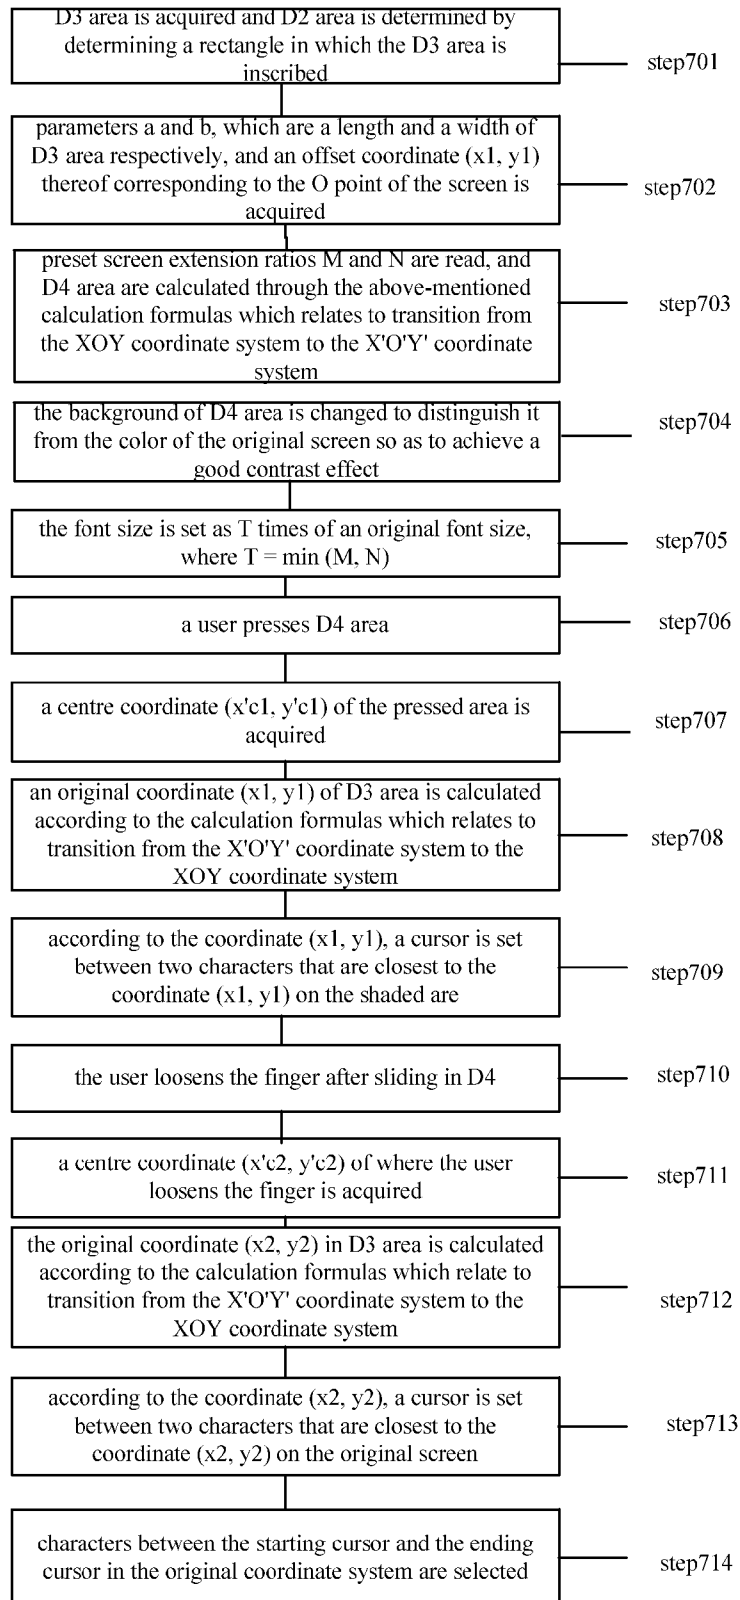 D3 area is acquired and D2 area is determined by
determining a rectangle in which the D3 area is
inscribed
step701
parameters a and b, which are a length and a width of
D3 area respectively, and an offset coordinate (x1, y1)
thereof corresponding to the O point of the screen is
acquired
step702
preset screen extension ratios M and N are read, and
D4 area are calculated through the above-mentioned
calculation formulas which relates to transition from
the XOY coordinate system to the X'O'Y' coordinate
system
step703
the background of D4 area is changed to distinguish it
from the color of the original screen so as to achieve a
good contrast effect
step704
the font size is set as T times of an original font size,
where T = min (M, N)
step705
a user presses D4 area
step706
a centre coordinate (x'c1, y'c1) of the pressed area is
acquired
step707
an original coordinate (x1, y1) of D3 area is calculated
according to the calculation formulas which relates to
transition from the X'O'Y' coordinate system to the
XOY coordinate system
step708
according to the coordinate (x1, y1), a cursor is set
between two characters that are closest to the
coordinate (x1, y1) on the shaded are
step709
the user loosens the finger after sliding in D4
step710
a centre coordinate (x'c2, y'c2) of where the user
loosens the finger is acquired
step711
the original coordinate (x2, y2) in D3 area is calculated
according to the calculation formulas which relate to
transition from the X'O'Y' coordinate system to the
XOY coordinate system
step712
according to the coordinate (x2, y2), a cursor is set
between two characters that are closest to the
coordinate (x2, y2) on the original screen
step713
characters between the starting cursor and the ending
cursor in the original coordinate system are selected
step714